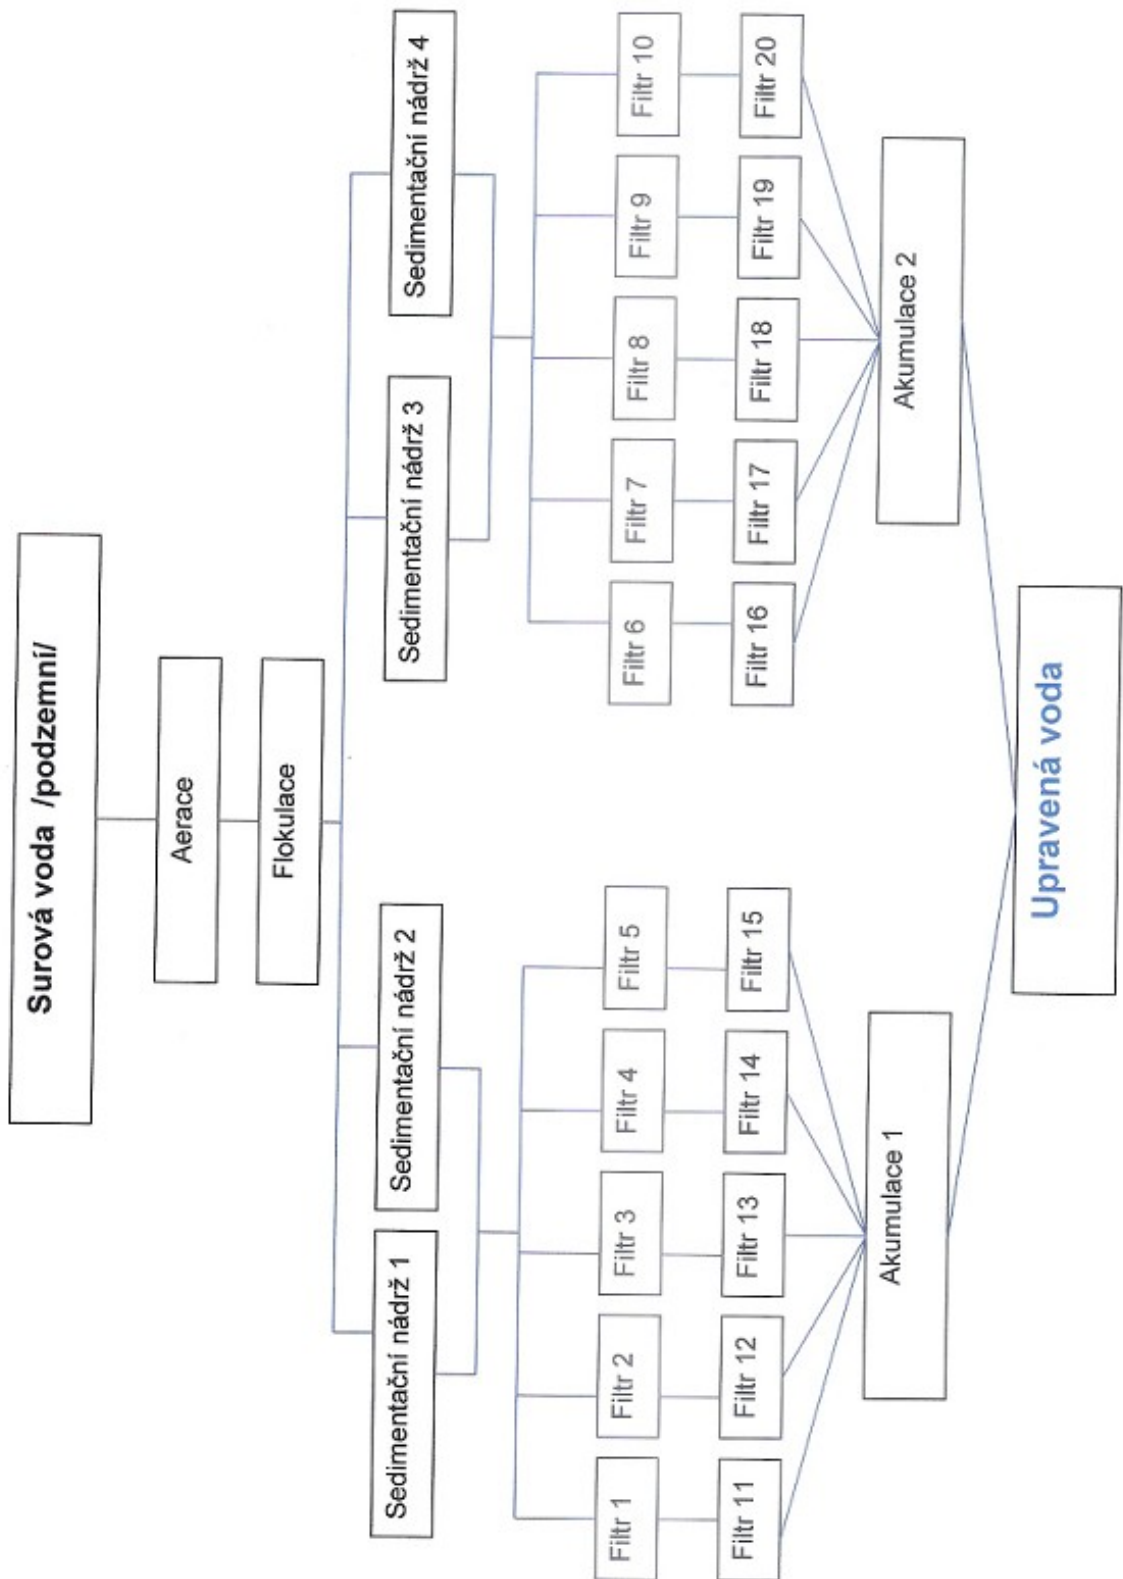 Surová voda /podzemní/
Aerace
Flokulace
Sedimentační nádrž 1
Sedimentační nádrž 2
Sedimentační nádrž 3
Sedimentační nádrž 4
Filtr 1
Filtr 2
Filtr 3
Filtr 4
Filtr 5
Filtr 6
Filtr 7
Filtr 8
Filtr 9
Filtr 10
Filtr 11
Filtr 12
Filtr 13
Filtr 14
Filtr 15
Filtr 16
Filtr 17
Filtr 18
Filtr 19
Filtr 20
Akumulace 1
Akumulace 2
Upravená voda